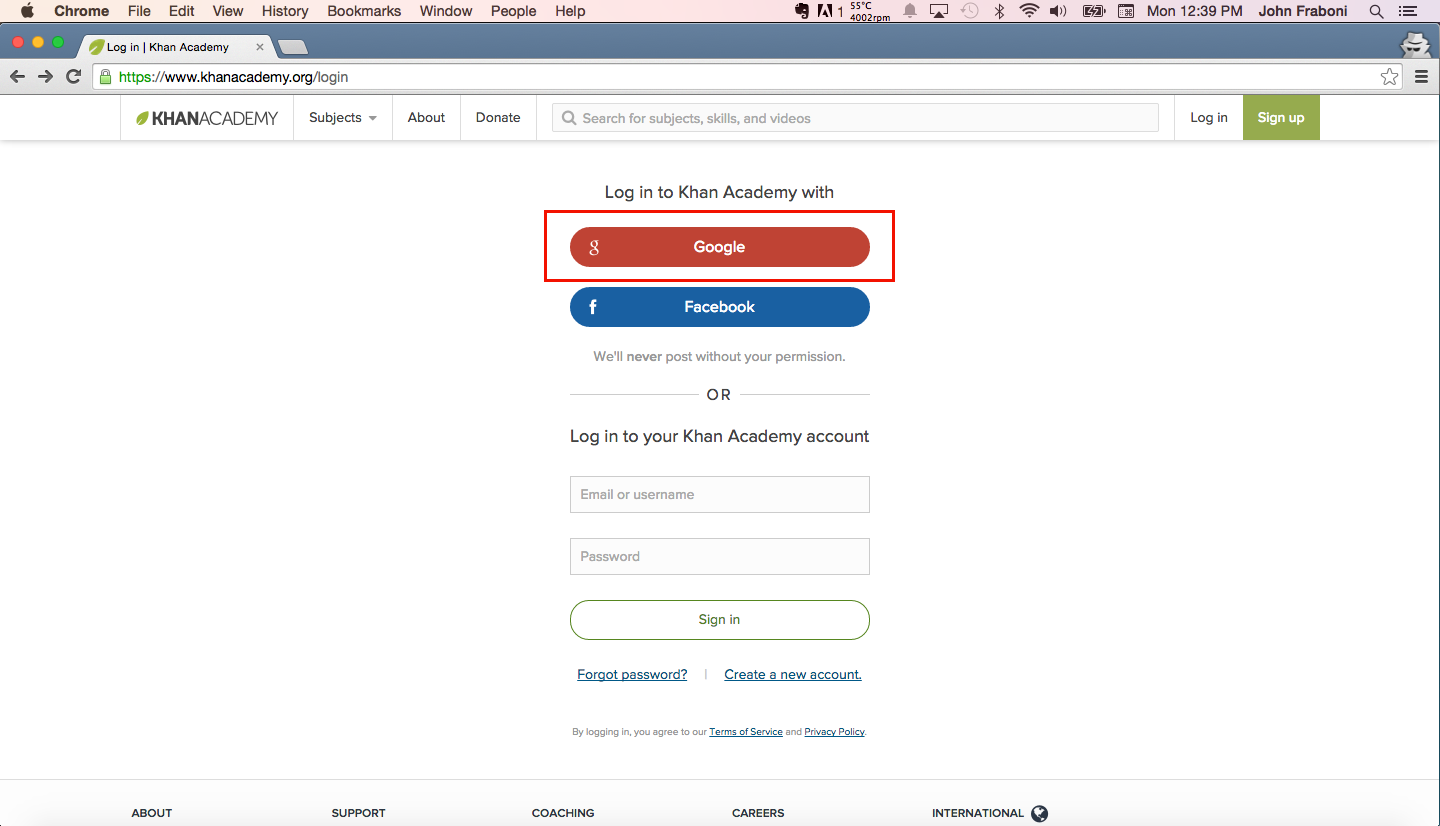 Chrome File Edit View History Bookmarks Window People Help 1 55°C 4002rpm Mon 12:39 PM John Fraboni
Log in | Khan Academy
https://www.khanacademy.org/login
KHANACADEMY Subjects About Donate Search for subjects, skills, and videos Log in Sign up
Log in to Khan Academy with
g Google
f Facebook
We'll never post without your permission.
OR
Log in to your Khan Academy account
Email or username
Password
Sign in
Forgot password? | Create a new account.
By logging in, you agree to our Terms of Service and Privacy Policy.
ABOUT SUPPORT COACHING CAREERS INTERNATIONAL